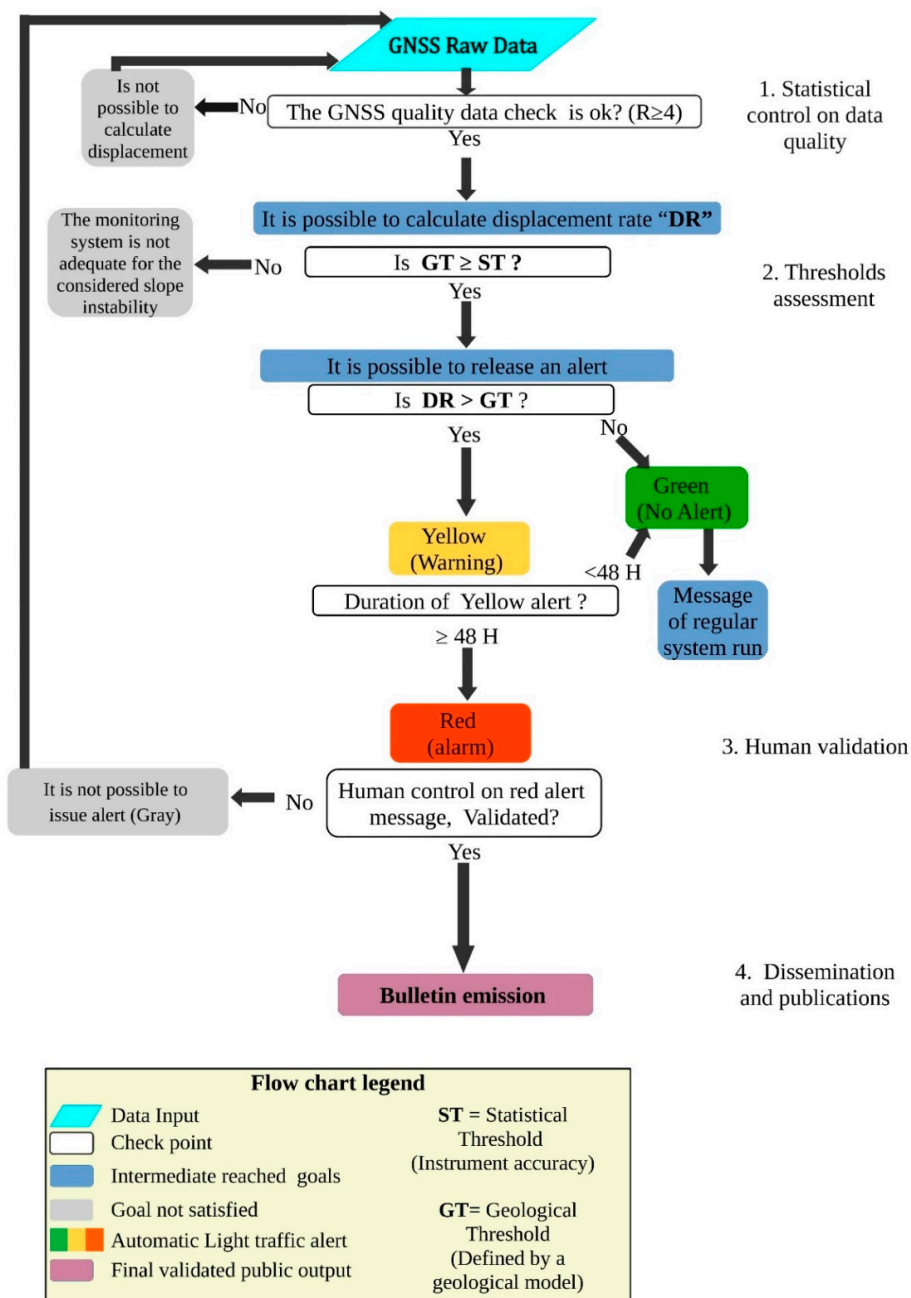 GNSS Raw Data
Is not
possible to
calculate
displacement
No
The GNSS quality data check is ok? (R≥4)
Yes
1. Statistical
control on data
quality
It is possible to calculate displacement rate “DR”
The monitoring
system is not
adequate for the
considered slope
instability
No
Is GT ≥ ST ?
Yes
2. Thresholds
assessment
It is possible to release an alert
Is DR > GT ?
No
Yes
Green
(No Alert)
Yellow
(Warning)
<48 H
Duration of Yellow alert ?
Message
of regular
system run
≥ 48 H
Red
(alarm)
3. Human validation
It is not possible to
issue alert (Gray)
No
Human control on red alert
message, Validated?
Yes
Bulletin emission
4. Dissemination
and publications
Flow chart legend
Data Input
Check point
Intermediate reached goals
Goal not satisfied
Automatic Light traffic alert
Final validated public output
ST = Statistical
Threshold
(Instrument accuracy)
GT= Geological
Threshold
(Defined by a
geological model)